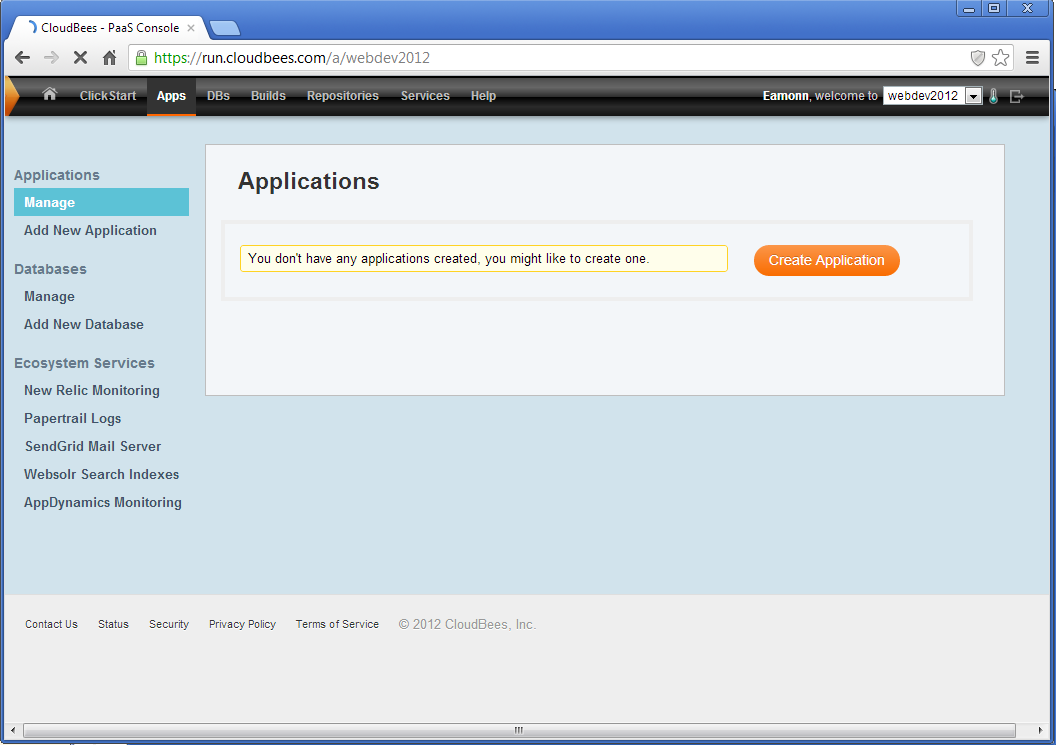 CloudBees - PaaS Console
https://run.cloudbees.com/a/webdev2012
ClickStart Apps DBs Builds Repositories Services Help Eamonn, welcome to webdev2012
Applications
Manage
Add New Application
Databases
Manage
Add New Database
Ecosystem Services
New Relic Monitoring
Papertrail Logs
SendGrid Mail Server
Websolr Search Indexes
AppDynamics Monitoring
Applications
You don't have any applications created, you might like to create one. Create Application
Contact Us Status Security Privacy Policy Terms of Service © 2012 CloudBees, Inc.